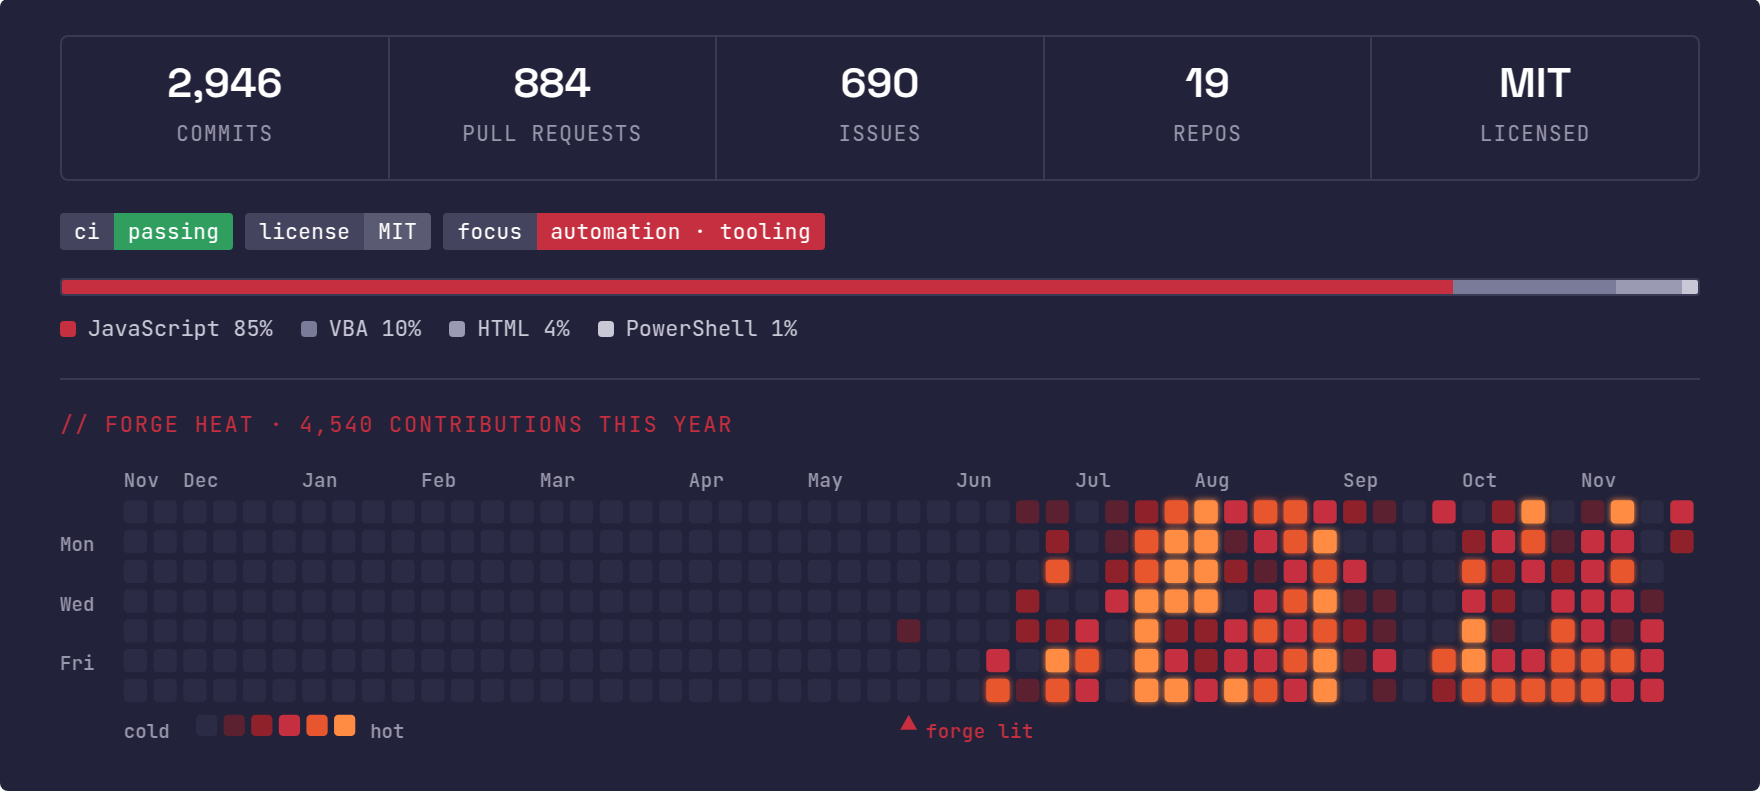 2,946 884 690 19 MIT
COMMITS PULL REQUESTS ISSUES REPOS LICENSED
ci passing license MIT focus automation · tooling
JavaScript 85% VBA 10% HTML 4% PowerShell 1%
// FORGE HEAT · 4,540 CONTRIBUTIONS THIS YEAR
Nov Dec Jan Feb Mar Apr May Jun Jul Aug Sep Oct Nov
Mon
Wed
Fri
cold hot forge lit